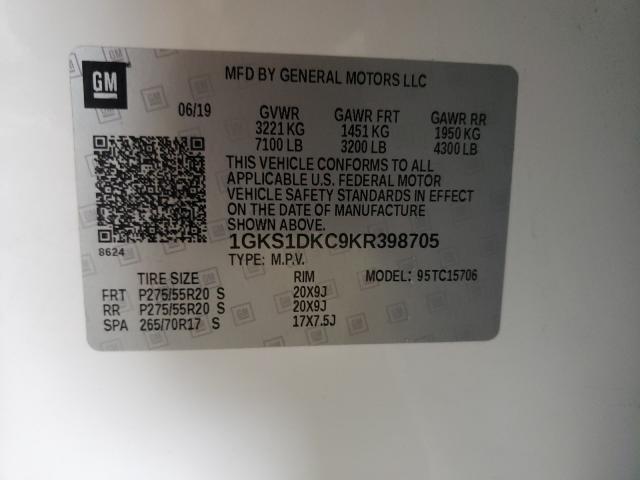 GM
MFD BY GENERAL MOTORS LLC
06/19 GVWR GAWR FRT GAWR RR
3221 KG 1451 KG 1950 KG
7100 LB 3200 LB 4300 LB
THIS VEHICLE CONFORMS TO ALL
APPLICABLE U.S. FEDERAL MOTOR
VEHICLE SAFETY STANDARDS IN EFFECT
ON THE DATE OF MANUFACTURE
SHOWN ABOVE.
8624
1GKS1DKC9KR398705
TYPE: M.P.V. MODEL: 95TC15706
TIRE SIZE RIM
FRT P275/55R20 S 20X9J
RR P275/55R20 S 20X9J
SPA 265/70R17 S 17X7.5J